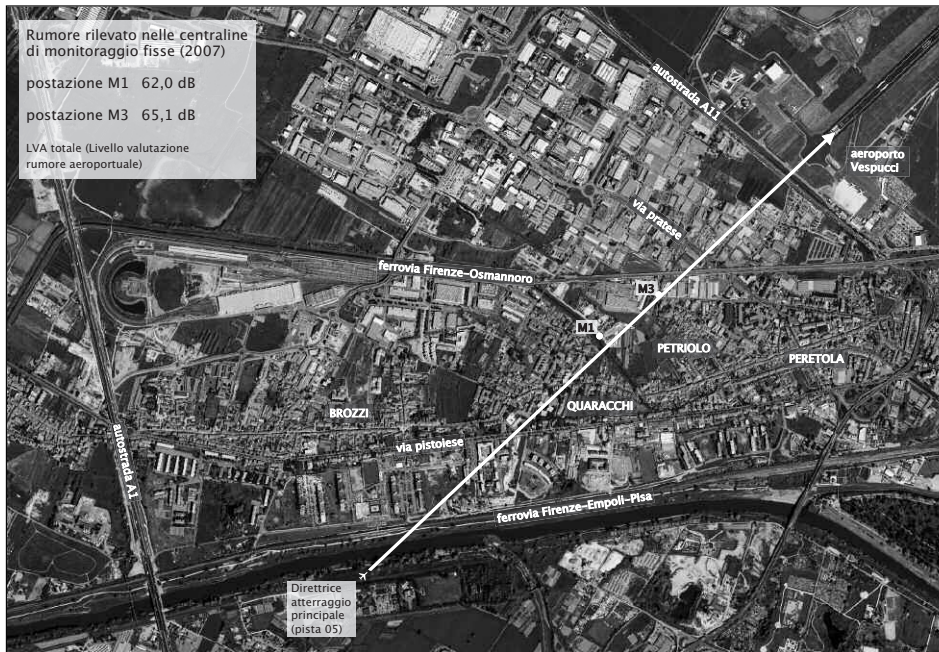 Rumore rilevato nelle centraline
di monitoraggio fisse (2007)
postazione M1 62,0 dB
postazione M3 65,1 dB
LVA totale (Livello valutazione
rumore aeroportuale)
autostrada A11
aeroporto
Vespucci
via pratese
ferrovia Firenze-Osmannoro
M3
M1
PETRIOLO
PERETOLA
QUARACCHI
BROZZI
via pistoiese
autostrada A1
ferrovia Firenze-Empoli-Pisa
Direttrice
atterraggio
principale
(pista 05)